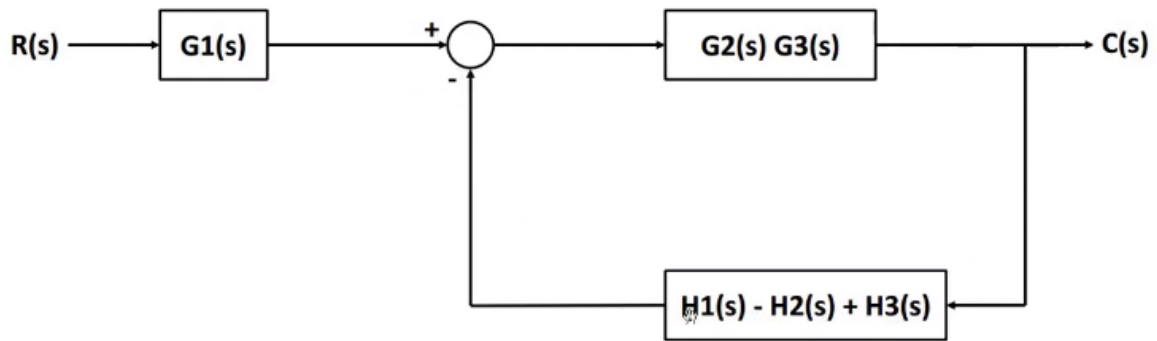 R(s)
G1(s)
+
-
G2(s) G3(s)
C(s)
H1(s) - H2(s) + H3(s)